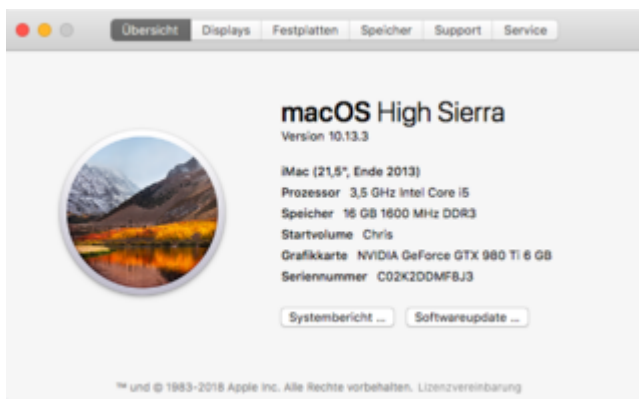 Übersicht Displays Festplatten Speicher Support Service
macOS High Sierra
Version 10.13.3
iMac (21,5", Ende 2013)
Prozessor 3,5 GHz Intel Core i5
Speicher 16 GB 1600 MHz DDR3
Startvolume Chris
Grafikkarte NVIDIA GeForce GTX 980 Ti 6 GB
Seriennummer C02K2DDMF8J3
Systembericht ... Softwareupdate ...
™ und © 1983-2018 Apple Inc. Alle Rechte vorbehalten. Lizenzvereinbarung